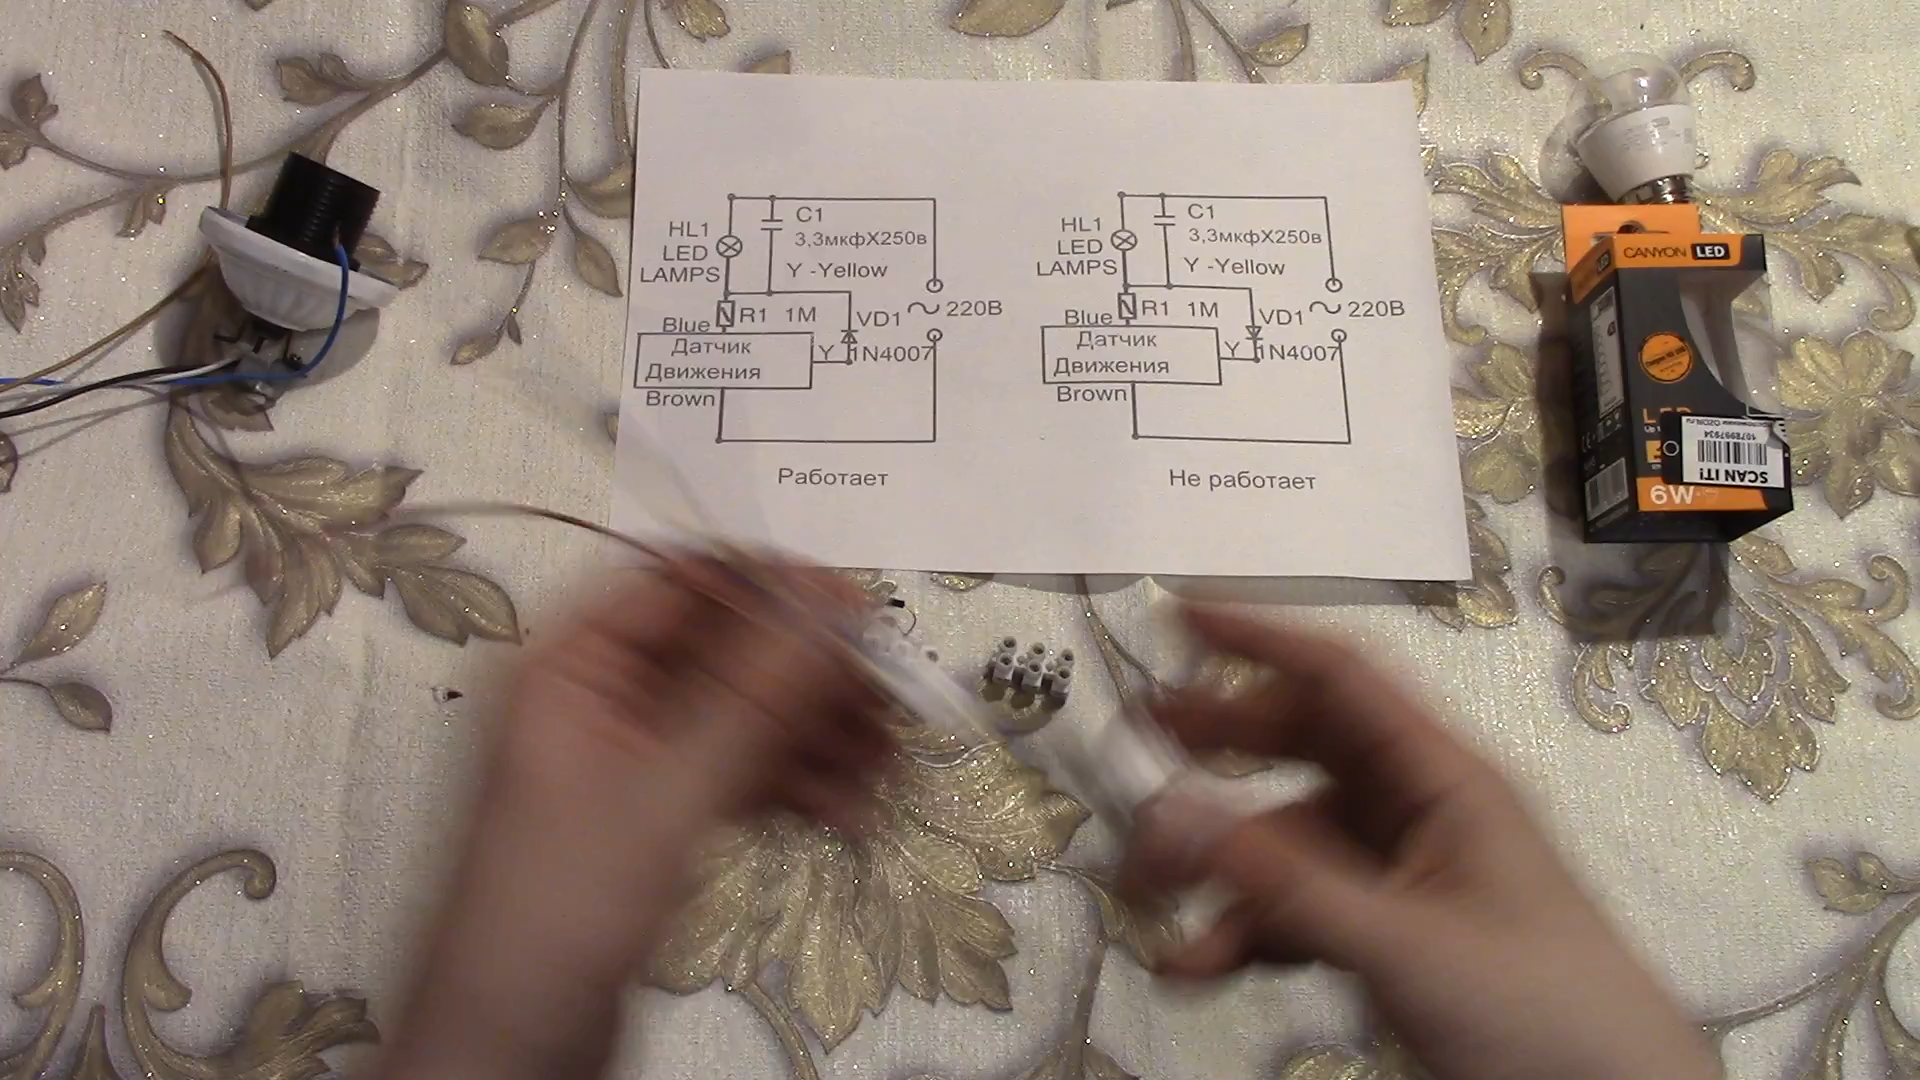 HL1
LED
LAMPS
C1
3,3мкфX250в
Y -Yellow
R1 1M
Blue
VD1
220В
Датчик
Движения
Y
1N4007
Brown
Работает
HL1
LED
LAMPS
C1
3,3мкфX250в
Y -Yellow
R1 1M
Blue
VD1
220В
Датчик
Движения
Y
1N4007
Brown
Не работает
CANYON LED
LED
SCAN IT!
1078997934
6W